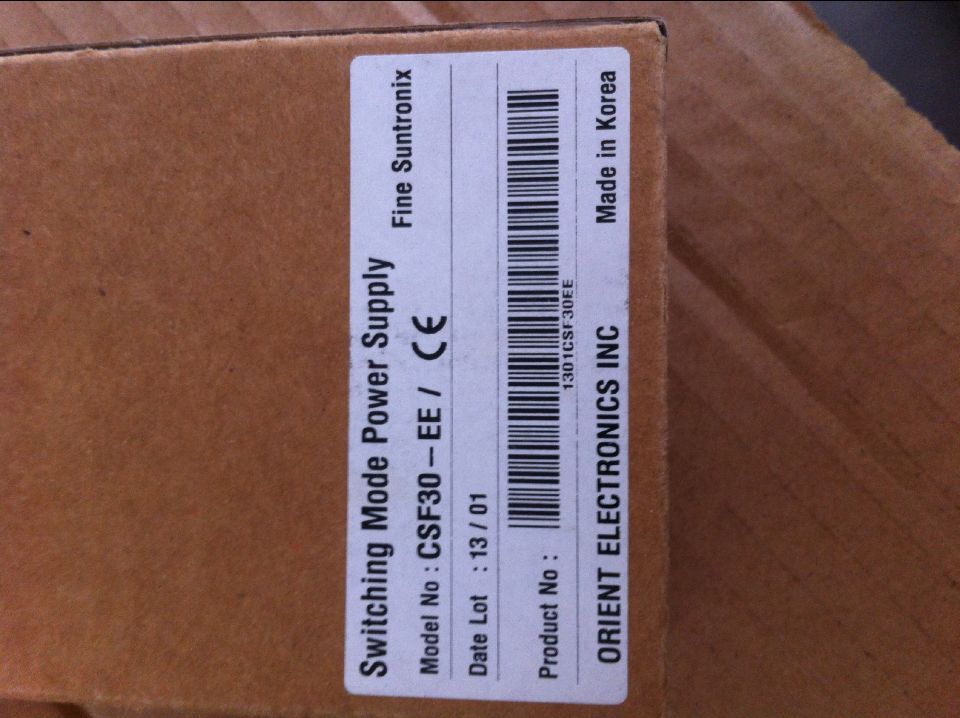 Switching Mode Power Supply
Model No : CSF30-EE / CE Fine Suntronix
Date Lot : 13 / 01
Product No :
1301CSF30EE
ORIENT ELECTRONICS INC Made in Korea